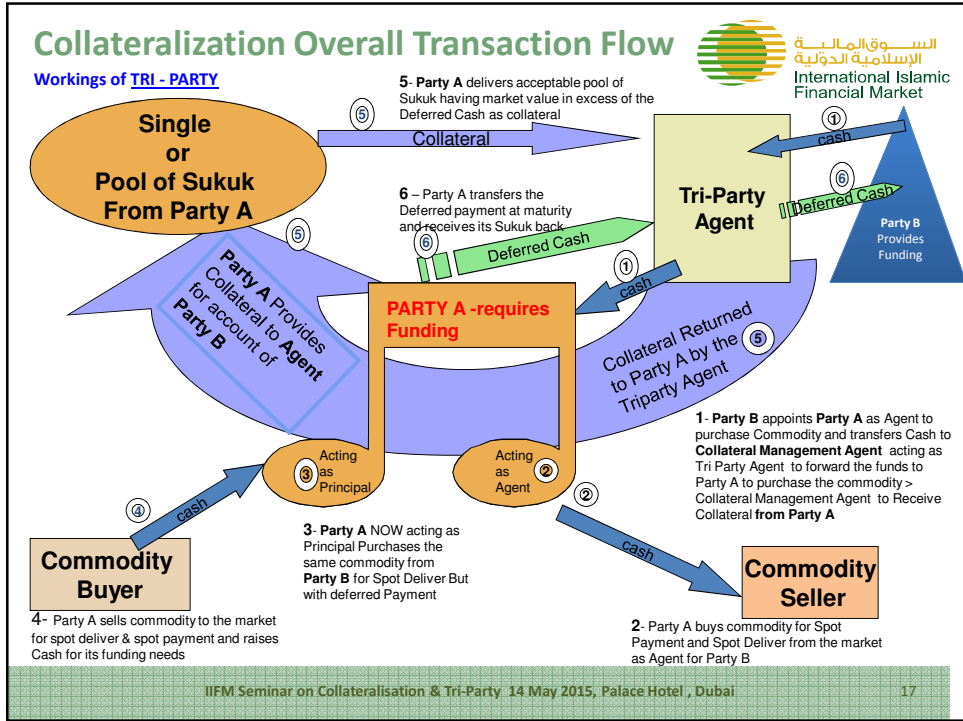 Collateralization Overall Transaction Flow
الســـوق الماليـــة
الإسلامية الدولية
International Islamic
Financial Market
Workings of TRI - PARTY
5- Party A delivers acceptable pool of
Sukuk having market value in excess of the
Deferred Cash as collateral
Single
or
Pool of Sukuk
From Party A
5
Collateral
Tri-Party
Agent
1
cash
6
Deferred Cash
Party B
Provides
Funding
6 – Party A transfers the
Deferred payment at maturity
and receives its Sukuk back
6
Deferred Cash
1
cash
5
Party A Provides
Collateral to Agent
for account of
Party B
PARTY A -requires
Funding
Collateral Returned
to Party A by the
Triparty Agent
5
1- Party B appoints Party A as Agent to
purchase Commodity and transfers Cash to
Collateral Management Agent acting as
Tri Party Agent to forward the funds to
Party A to purchase the commodity >
Collateral Management Agent to Receive
Collateral from Party A
3
Acting
as
Principal
Acting
as
Agent
2
4
cash
2
cash
3- Party A NOW acting as
Principal Purchases the
same commodity from
Party B for Spot Deliver But
with deferred Payment
Commodity
Buyer
Commodity
Seller
4- Party A sells commodity to the market
for spot deliver & spot payment and raises
Cash for its funding needs
2- Party A buys commodity for Spot
Payment and Spot Deliver from the market
as Agent for Party B
IIFM Seminar on Collateralisation & Tri-Party 14 May 2015, Palace Hotel , Dubai
17